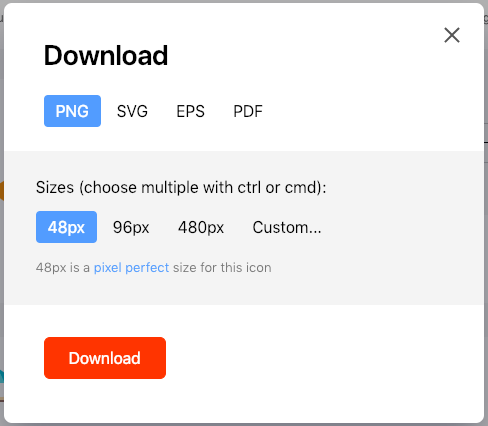 Download
PNG SVG EPS PDF
Sizes (choose multiple with ctrl or cmd):
48px 96px 480px Custom...
48px is a pixel perfect size for this icon
Download